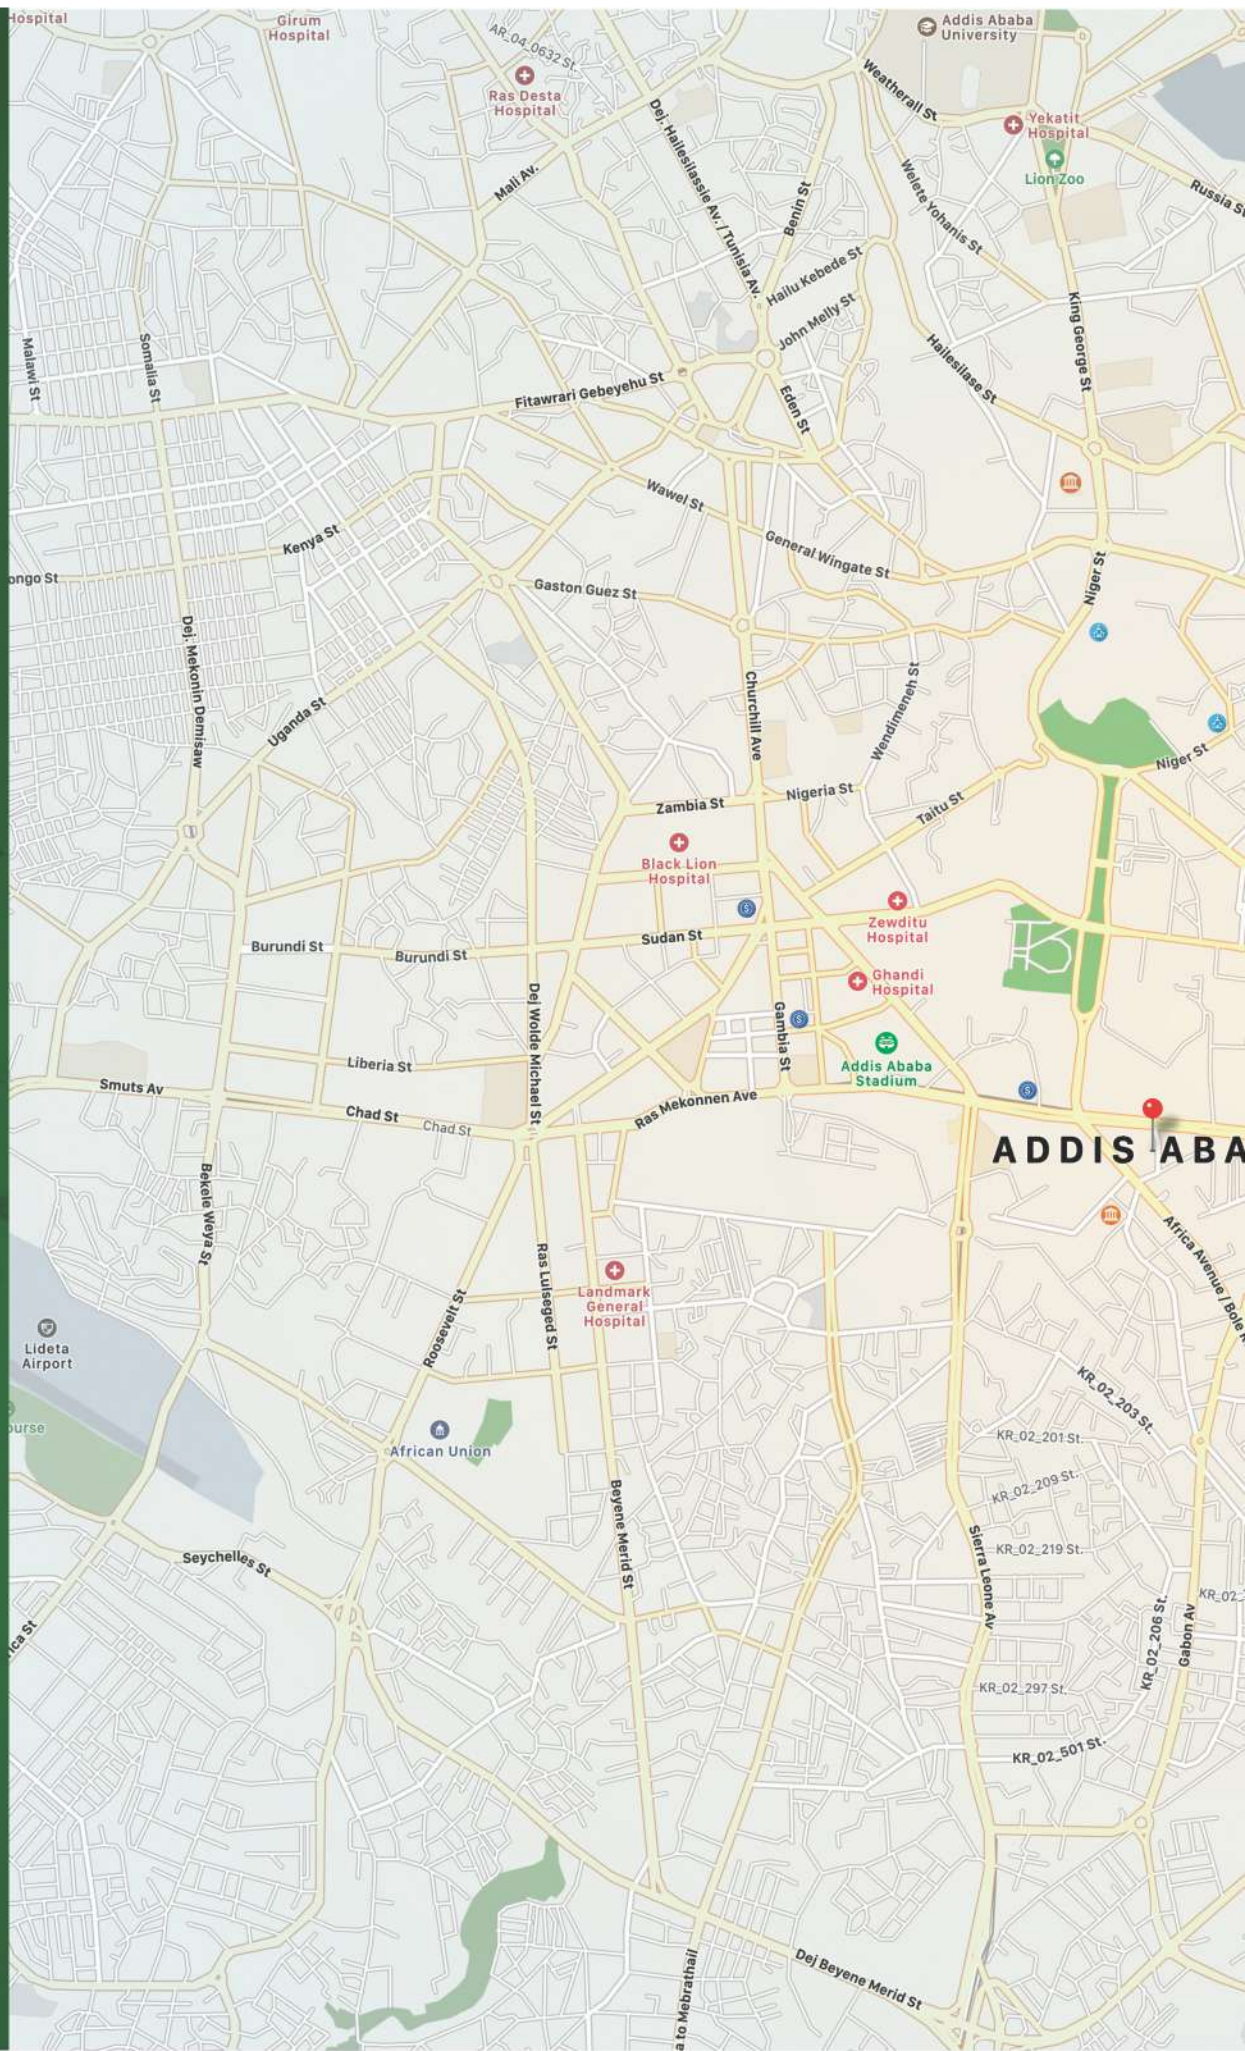 Hospital
Girum
Hospital
AR_04_0632 St.
Ras Desta
Hospital
Addis Ababa
University
Weatherall St
Yekatit
Hospital
Lion Zoo
Russia St
Dej. Hailesilassie Av. / Tunisia Av.
Mali Av.
Benin St
Welete Yohanis St
Hailu Kebede St
John Melly St
King George St
Malawi St
Somalia St
Hailesilase St
Fitawrari Gebeyehu St
Eden St
Wawel St
Kenya St
General Wingate St
ongo St
Gaston Guez St
Niger St
Dej. Mekonin Demisaw
Uganda St
Churchill Ave
Wendimeneh St
Niger St
Zambia St
Nigeria St
Taitu St
Black Lion
Hospital
Zewditu
Hospital
Burundi St
Burundi St
Sudan St
Ghandi
Hospital
Dej Wolde Michael St
Gambia St
Liberia St
Addis Ababa
Stadium
Smuts Av
Chad St
Chad St
Ras Mekonnen Ave
ADDIS ABA
Bekele Weya St
Africa Avenue / Bole R
Ras Lulseged St
Landmark
General
Hospital
Roosevelt St
Lideta
Airport
KR_02_203 St.
ourse
African Union
KR_02_201 St.
KR_02_209 St.
Beyene Merid St
Sierra Leone Av
KR_02_219 St.
Seychelles St
KR_02_
KR_02_206 St.
Gabon Av
rica St
KR_02_297 St.
KR_02_501 St.
Dej Beyene Merid St
a to Mebrathail